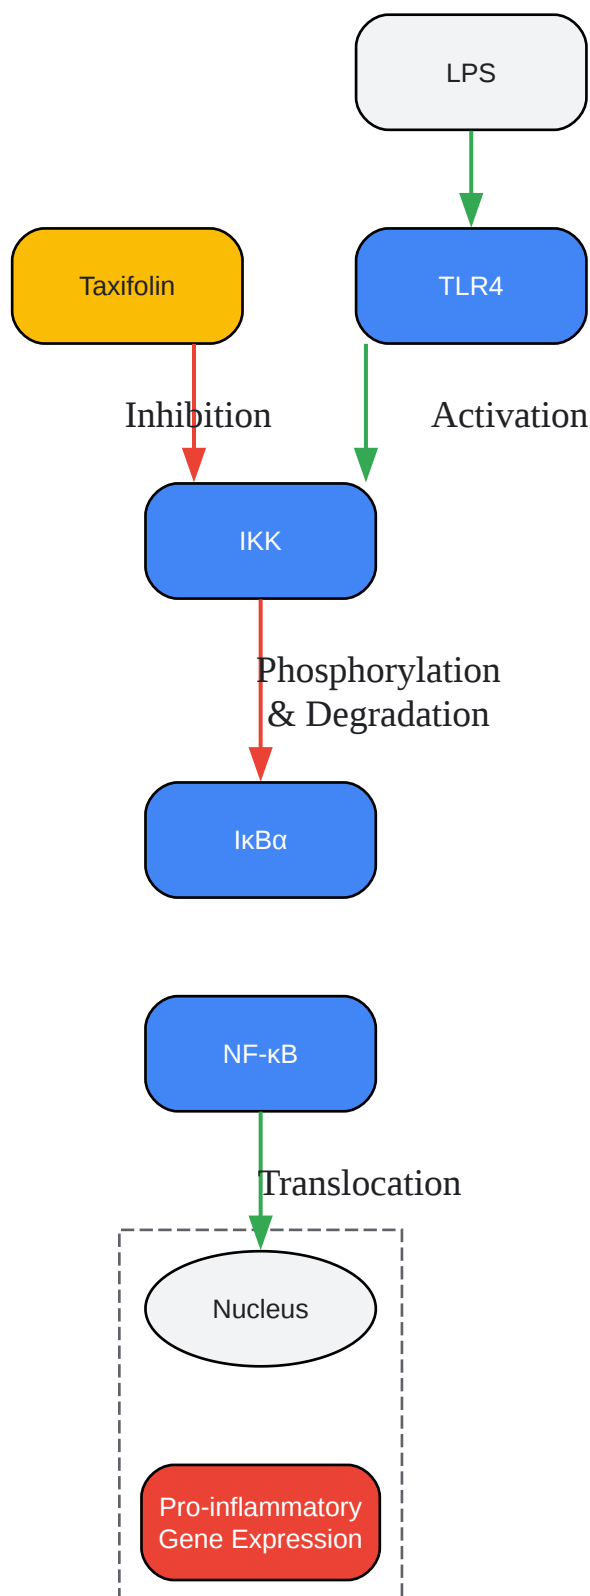 LPS
Taxifolin
TLR4
Inhibition
Activation
IKK
Phosphorylation
& Degradation
IκBα
NF-κB
Translocation
Nucleus
Pro-inflammatory
Gene Expression